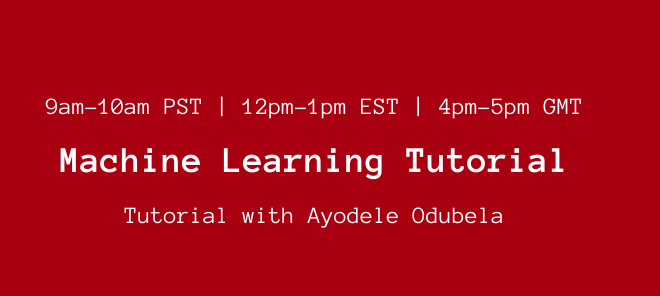 9am–10am PST | 12pm–1pm EST | 4pm–5pm GMT
Machine Learning Tutorial
Tutorial with Ayodele Odubela